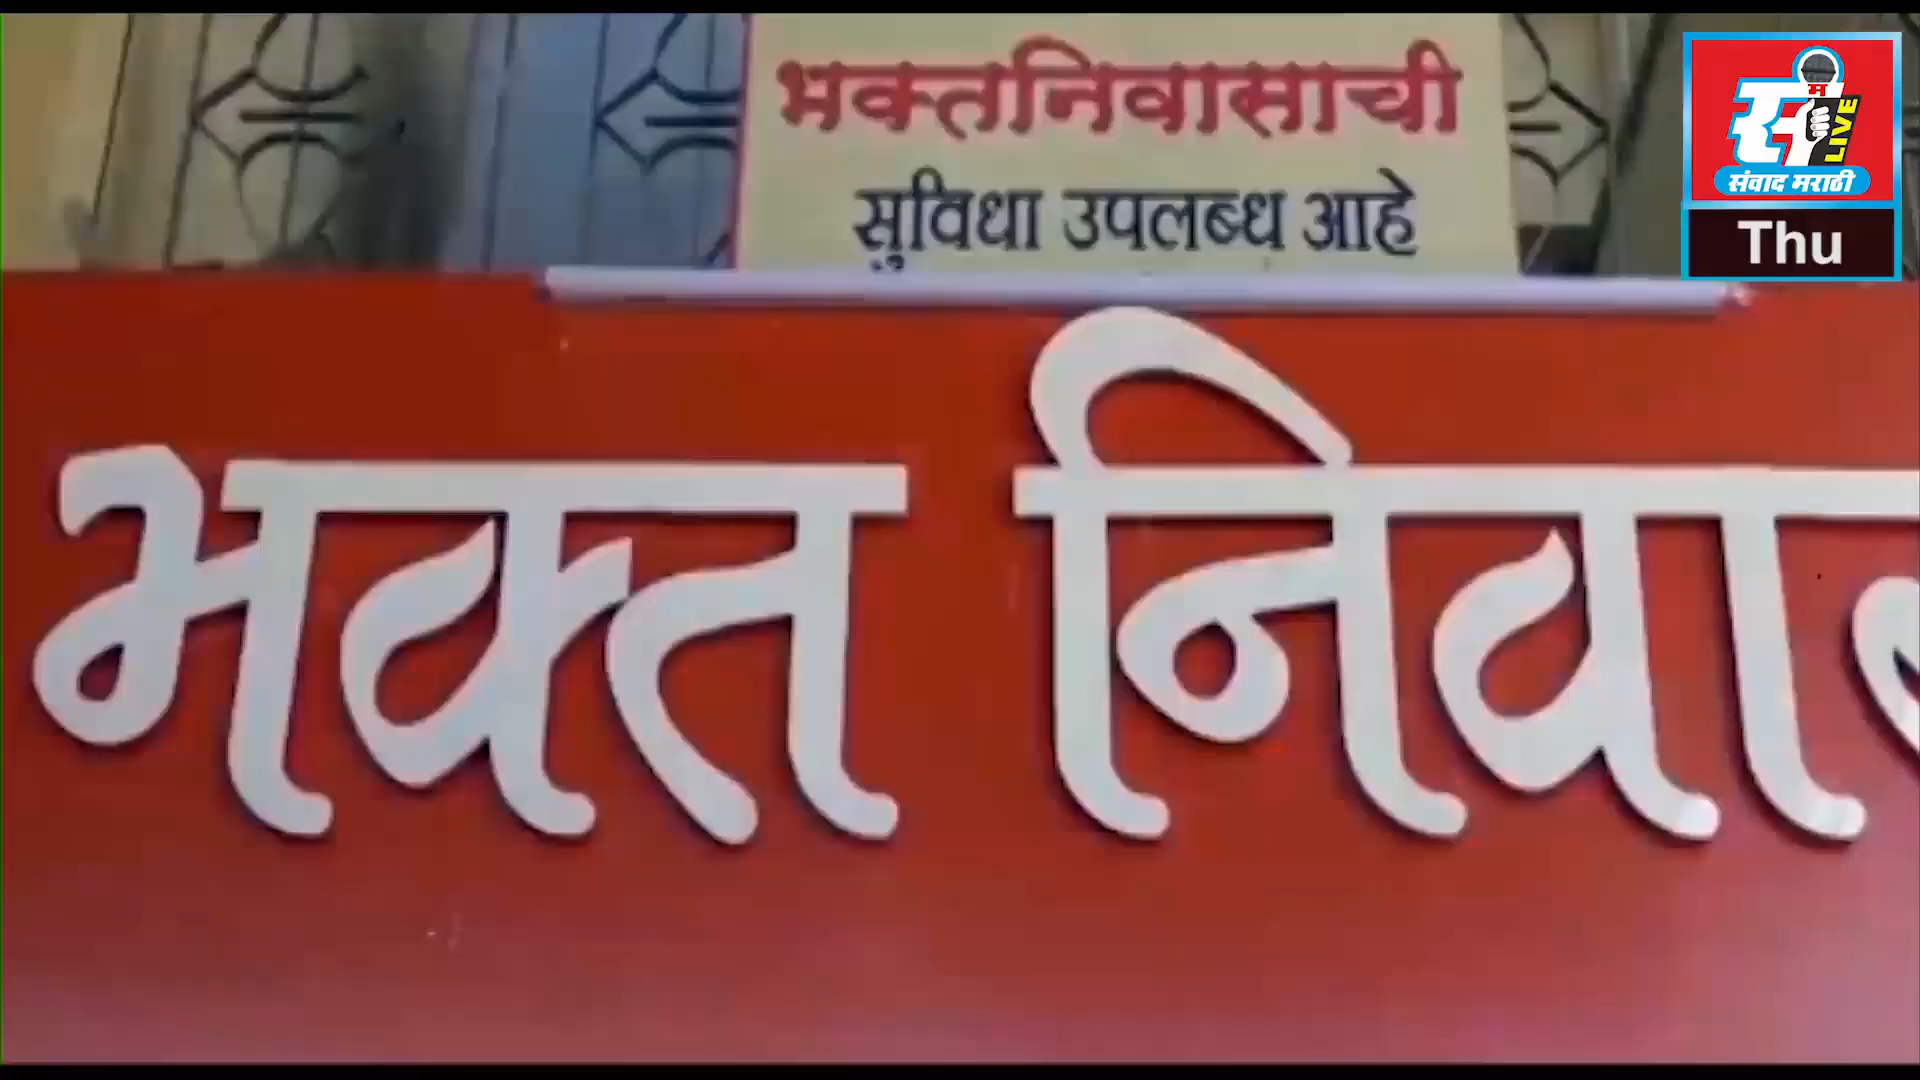 भक्तनिवासाची
सुविधा उपलब्ध आहे
स
म
LIVE
संवाद मराठी
Thu
भक्त निवा